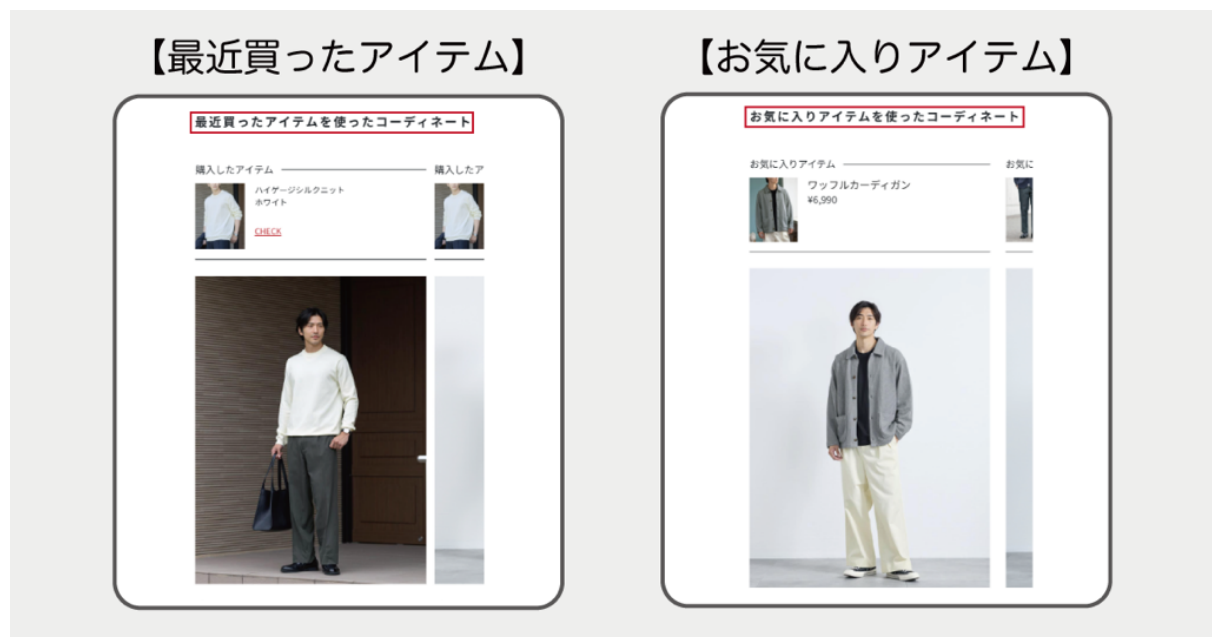 【最近買ったアイテム】
最近買ったアイテムを使ったコーディネート
購入したアイテム
ハイゲージシルクニット
ホワイト
CHECK
購入したア
【お気に入りアイテム】
お気に入りアイテムを使ったコーディネート
お気に入りアイテム
ワッフルカーディガン
¥6,990
お気に